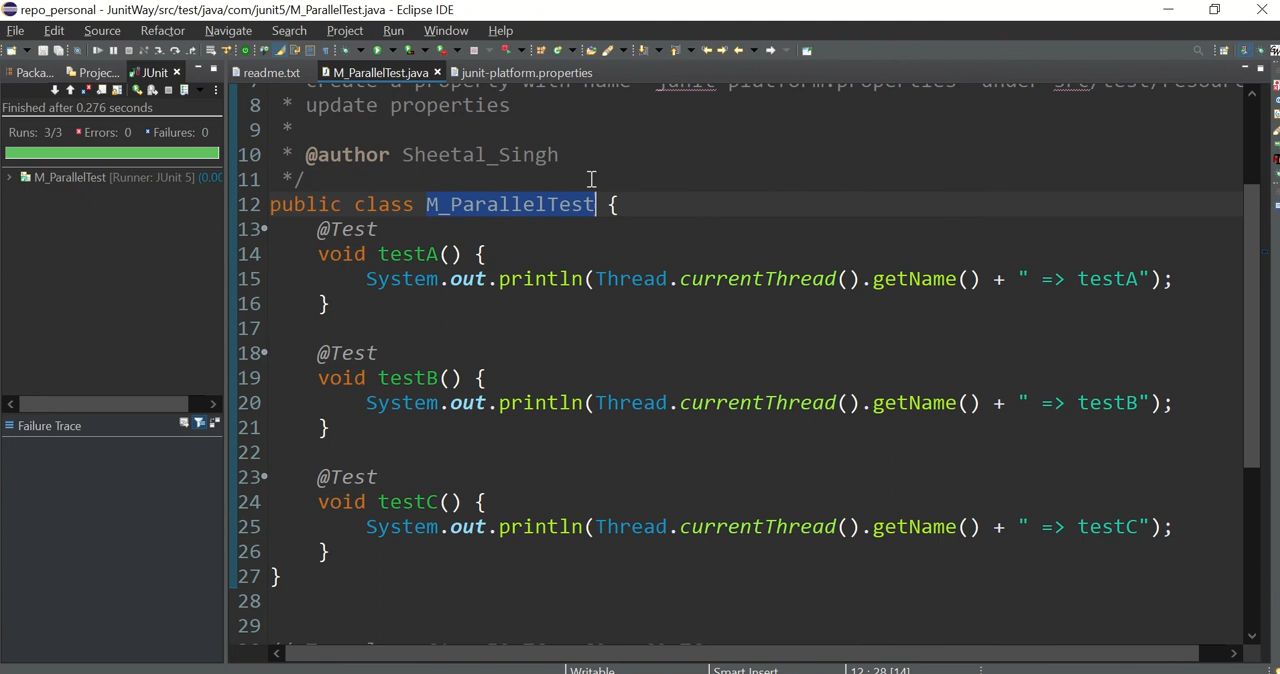 repo_personal - JunitWay/src/test/java/com/junit5/M_ParallelTest.java - Eclipse IDE
File Edit Source Refactor Navigate Search Project Run Window Help
Packa... Projec... JUnit
readme.txt M_ParallelTest.java junit-platform.properties
Finished after 0.276 seconds
Runs: 3/3 Errors: 0 Failures: 0
M_ParallelTest [Runner: JUnit 5] (0.00
Failure Trace
8 * update properties
9 *
10 * @author Sheetal_Singh
11 */
12 public class M_ParallelTest {
13 @Test
14 void testA() {
15 System.out.println(Thread.currentThread().getName() + " => testA");
16 }
17
18 @Test
19 void testB() {
20 System.out.println(Thread.currentThread().getName() + " => testB");
21 }
22
23 @Test
24 void testC() {
25 System.out.println(Thread.currentThread().getName() + " => testC");
26 }
27 }
28
29
Writable Smart Insert 12 : 28 [14]